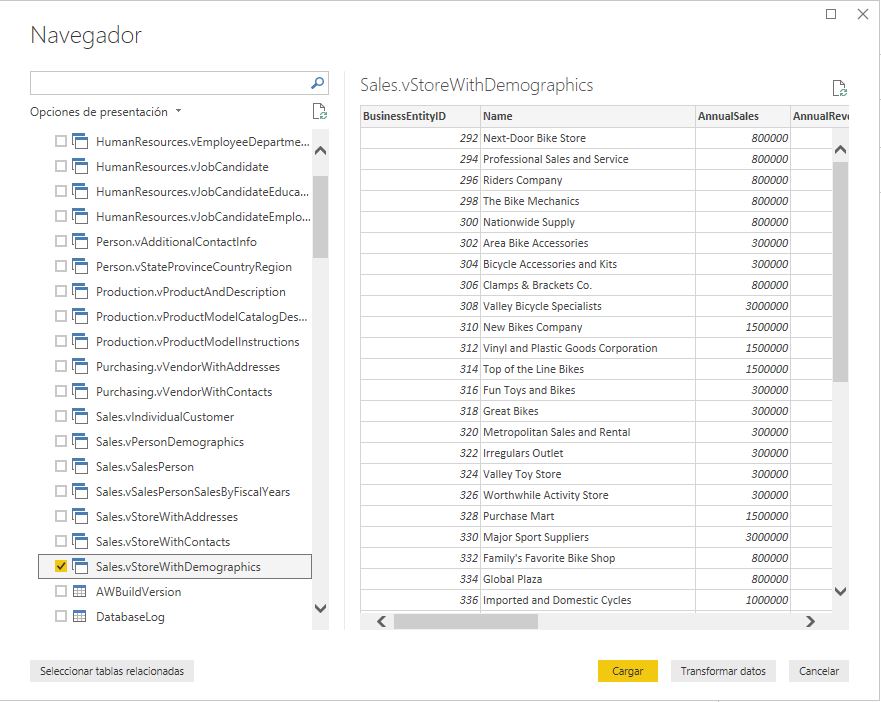 Navegador
Opciones de presentación
HumanResources.vEmployeeDepartme...
HumanResources.vJobCandidate
HumanResources.vJobCandidateEduca...
HumanResources.vJobCandidateEmplo...
Person.vAdditionalContactInfo
Person.vStateProvinceCountryRegion
Production.vProductAndDescription
Production.vProductModelCatalogDes...
Production.vProductModelInstructions
Purchasing.vVendorWithAddresses
Purchasing.vVendorWithContacts
Sales.vIndividualCustomer
Sales.vPersonDemographics
Sales.vSalesPerson
Sales.vSalesPersonSalesByFiscalYears
Sales.vStoreWithAddresses
Sales.vStoreWithContacts
Sales.vStoreWithDemographics
AWBuildVersion
DatabaseLog
Sales.vStoreWithDemographics
BusinessEntityID Name AnnualSales AnnualReve
292 Next-Door Bike Store 800000
294 Professional Sales and Service 800000
296 Riders Company 800000
298 The Bike Mechanics 800000
300 Nationwide Supply 800000
302 Area Bike Accessories 300000
304 Bicycle Accessories and Kits 300000
306 Clamps & Brackets Co. 800000
308 Valley Bicycle Specialists 3000000
310 New Bikes Company 1500000
312 Vinyl and Plastic Goods Corporation 1500000
314 Top of the Line Bikes 1500000
316 Fun Toys and Bikes 300000
318 Great Bikes 300000
320 Metropolitan Sales and Rental 300000
322 Irregulars Outlet 300000
324 Valley Toy Store 300000
326 Worthwhile Activity Store 300000
328 Purchase Mart 1500000
330 Major Sport Suppliers 3000000
332 Family's Favorite Bike Shop 800000
334 Global Plaza 800000
336 Imported and Domestic Cycles 1000000
Seleccionar tablas relacionadas
Cargar
Transformar datos
Cancelar